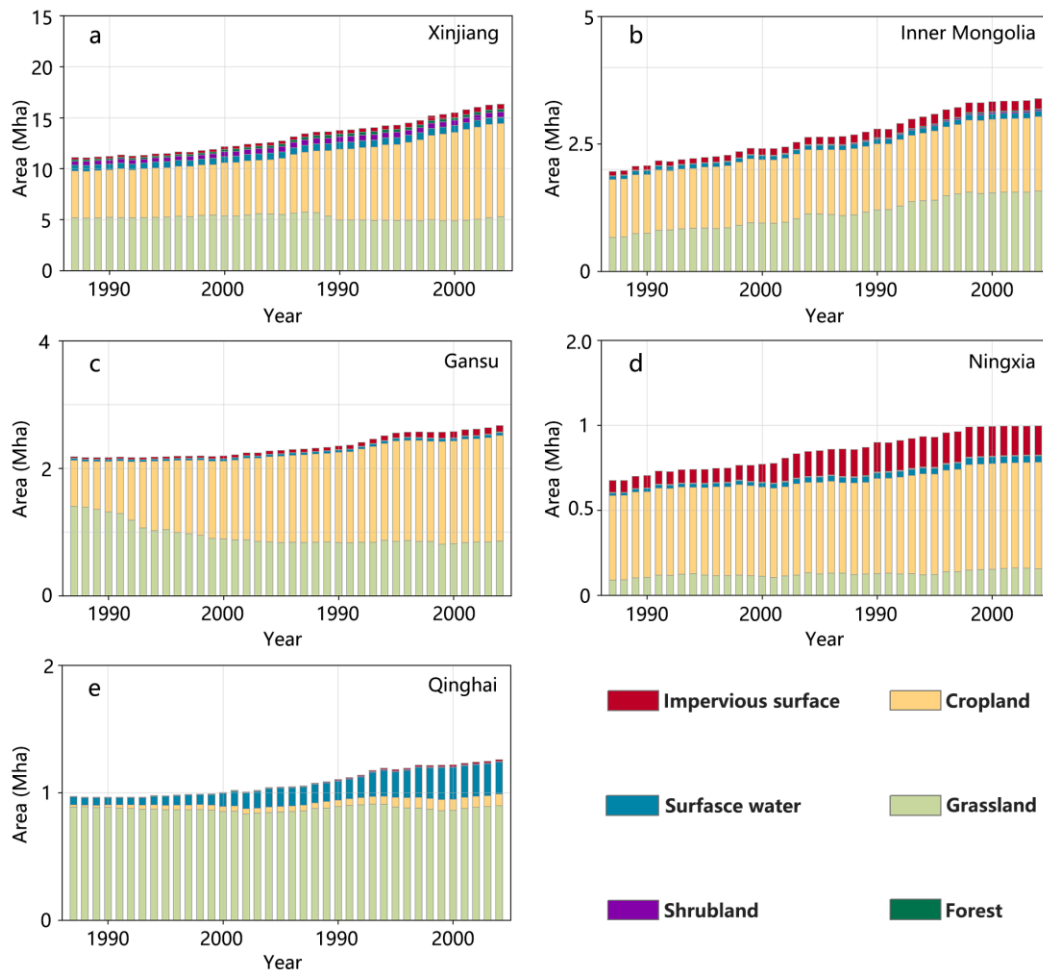 a
Xinjiang
15
20
15
10
5
0
Area (Mha)
1990
2000
1990
2000
Year
b
Inner Mongolia
5
2.5
0
Area (Mha)
1990
2000
1990
2000
Year
c
Gansu
4
2
0
Area (Mha)
1990
2000
1990
2000
Year
d
Ningxia
2.0
1
0.5
0
Area (Mha)
1990
2000
1990
2000
Year
e
Qinghai
2
1
0
Area (Mha)
1990
2000
1990
2000
Year
Impervious surface
Cropland
Surfasce water
Grassland
Shrubland
Forest